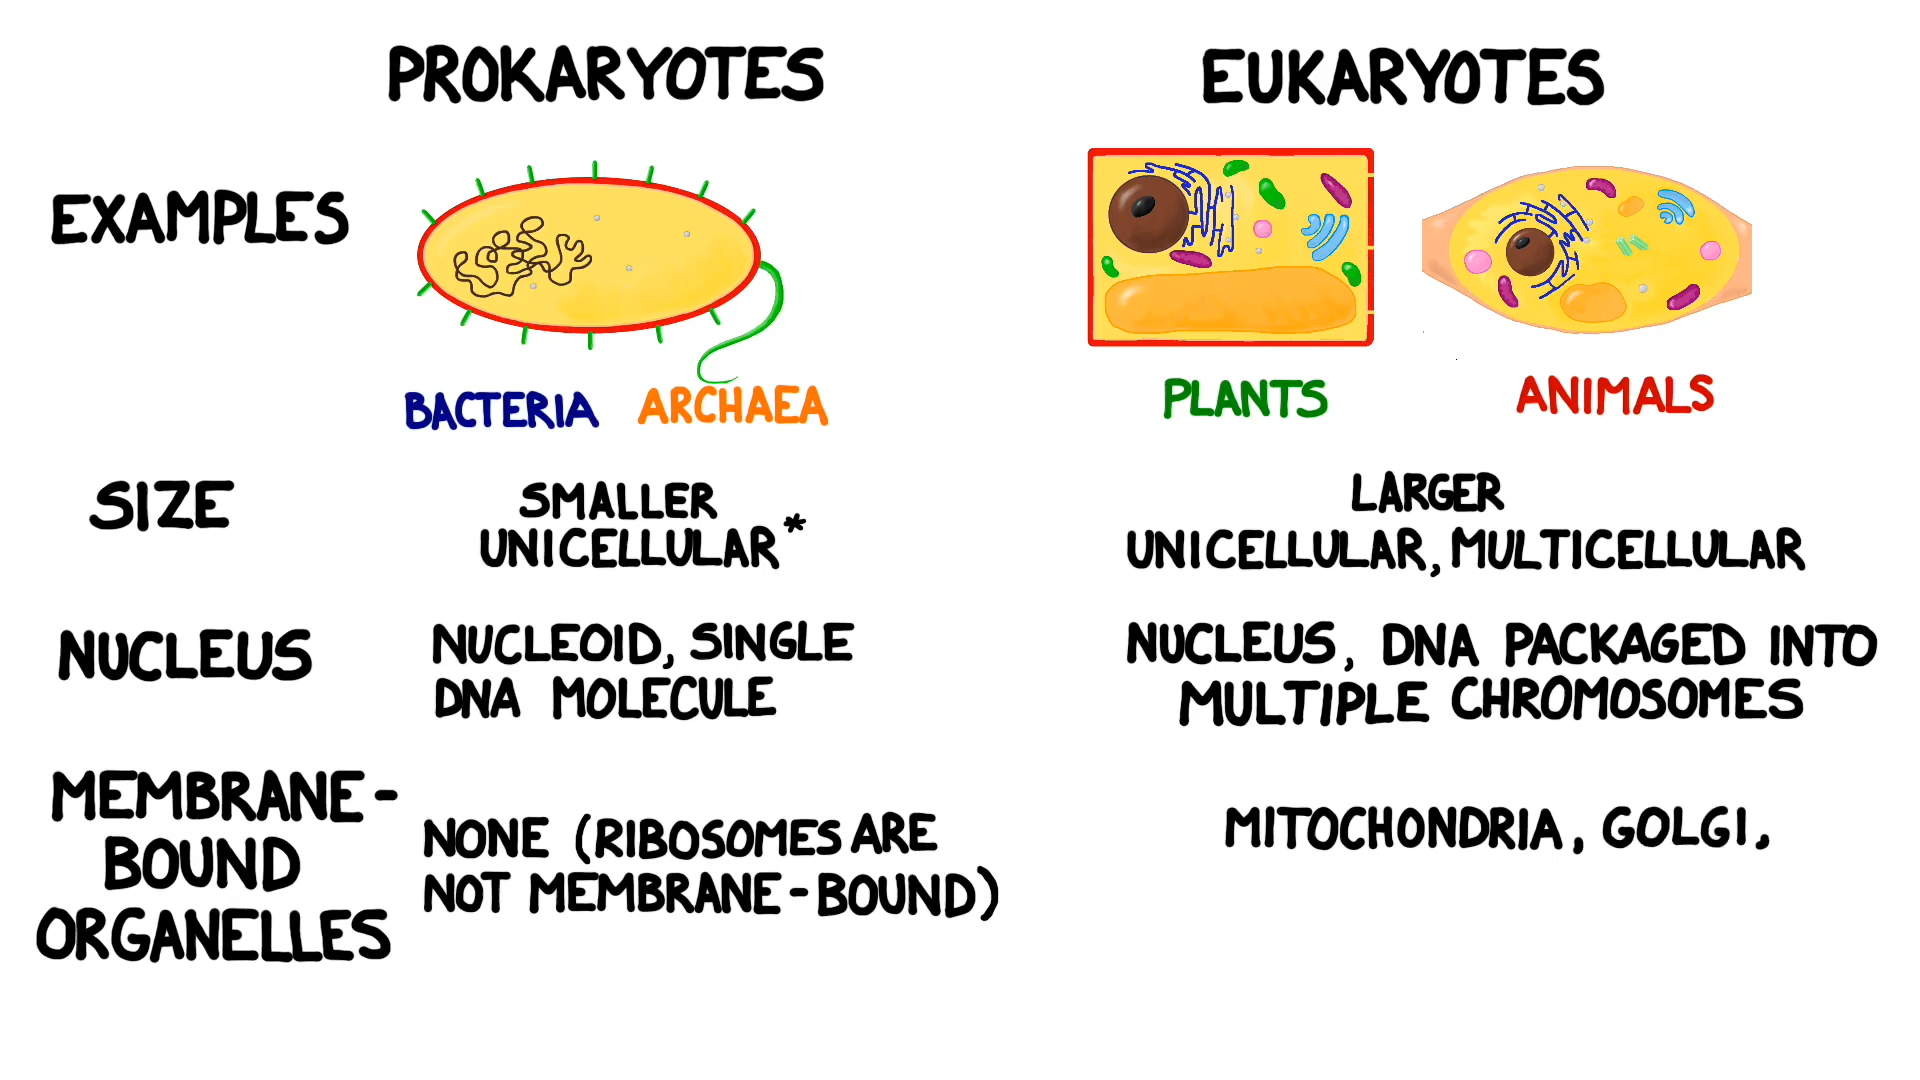 PROKARYOTES
EUKARYOTES
EXAMPLES
BACTERIA
ARCHAEA
PLANTS
ANIMALS
SIZE
SMALLER
UNICELLULAR*
LARGER
UNICELLULAR, MULTICELLULAR
NUCLEUS
NUCLEOID, SINGLE
DNA MOLECULE
NUCLEUS, DNA PACKAGED INTO
MULTIPLE CHROMOSOMES
MEMBRANE-
BOUND
ORGANELLES
NONE (RIBOSOMES ARE
NOT MEMBRANE-BOUND)
MITOCHONDRIA, GOLGI,